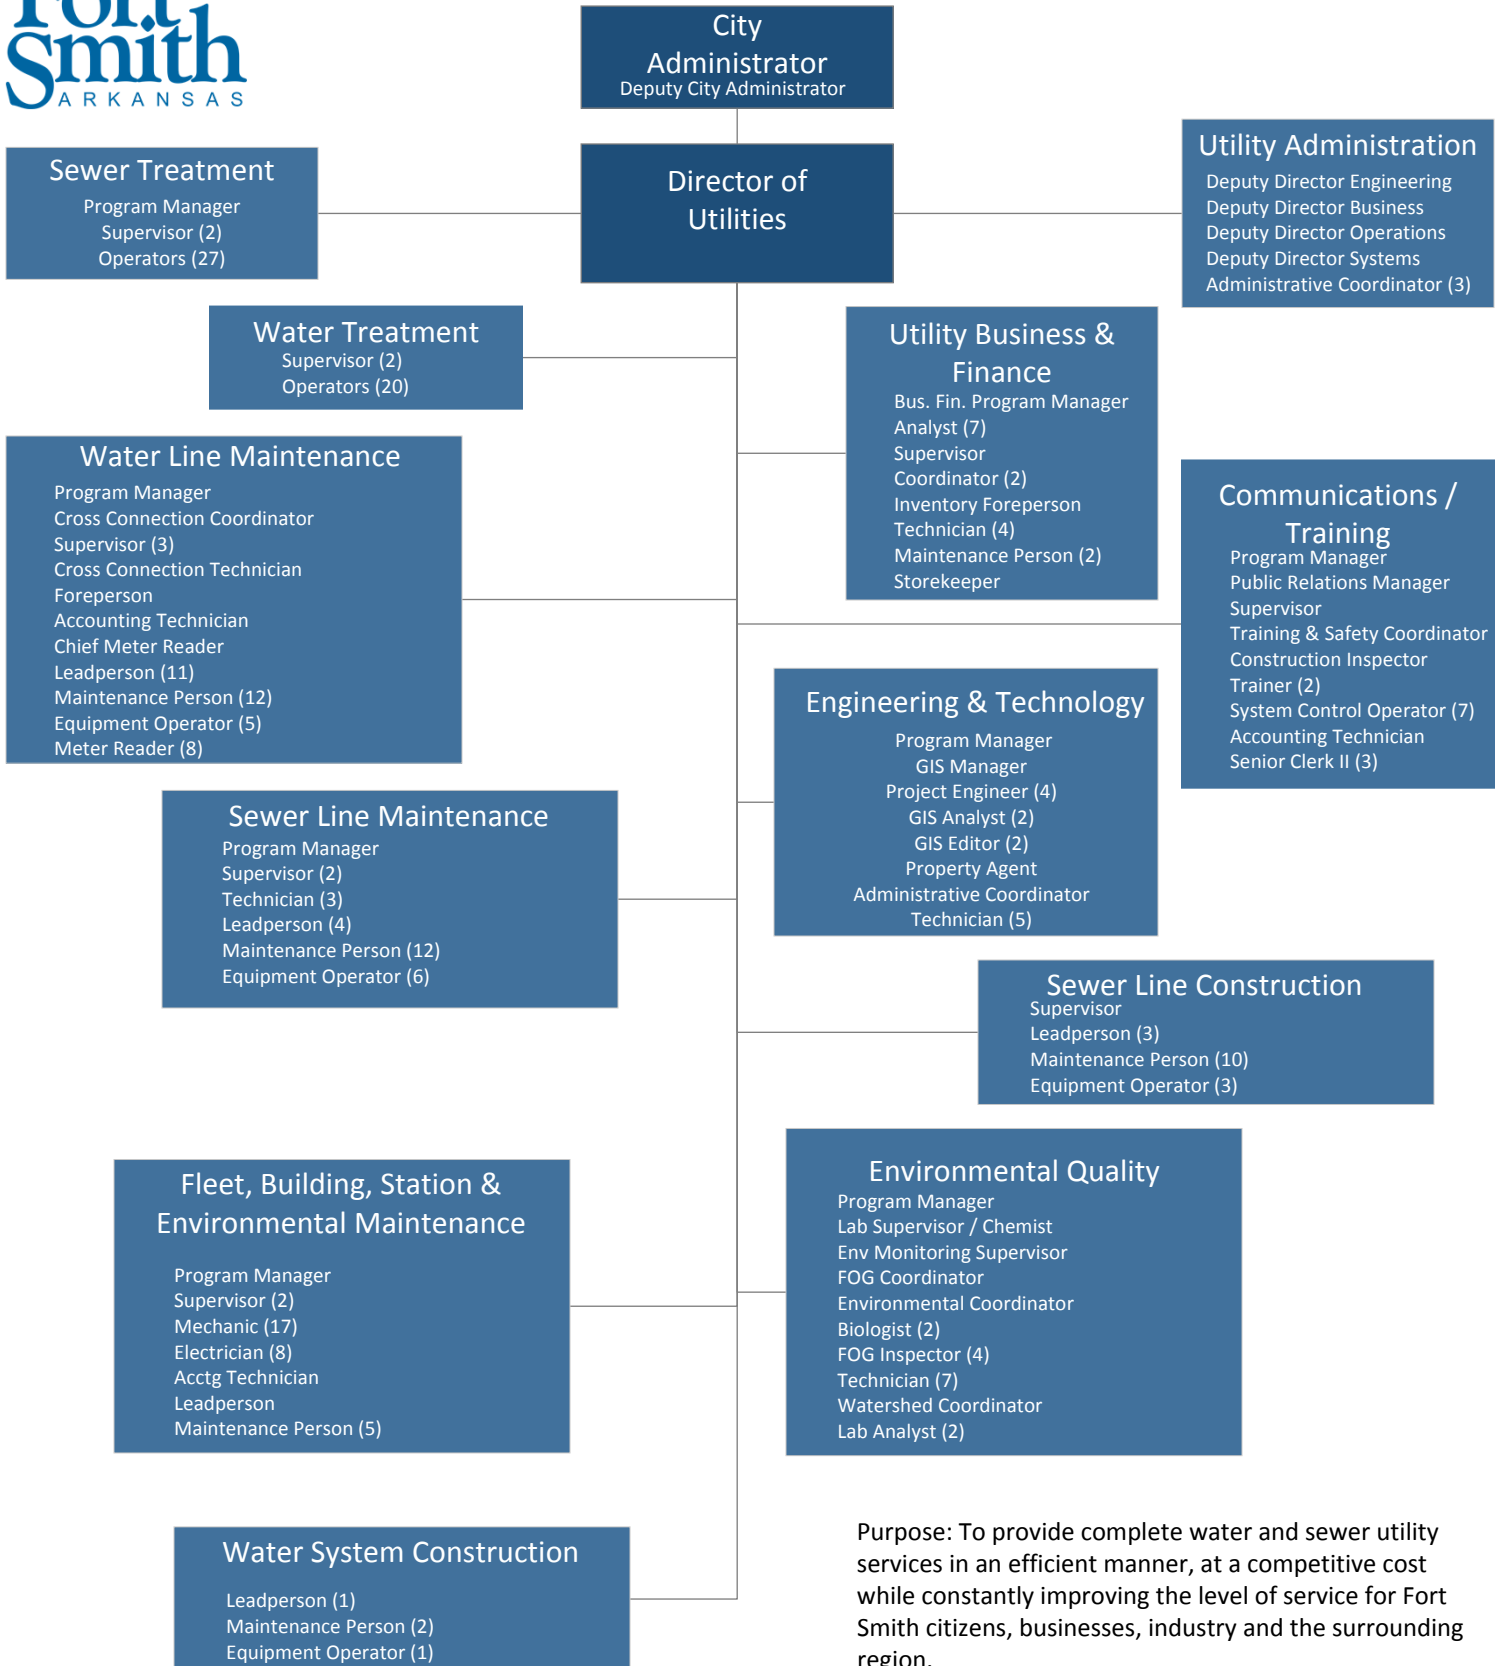 Fort
Smith
ARKANSAS
City
Administrator
Deputy City Administrator
Director of
Utilities
Sewer Treatment
Program Manager
Supervisor (2)
Operators (27)
Utility Administration
Deputy Director Engineering
Deputy Director Business
Deputy Director Operations
Deputy Director Systems
Administrative Coordinator (3)
Water Treatment
Supervisor (2)
Operators (20)
Utility Business &
Finance
Bus. Fin. Program Manager
Analyst (7)
Supervisor
Coordinator (2)
Inventory Foreperson
Technician (4)
Maintenance Person (2)
Storekeeper
Water Line Maintenance
Program Manager
Cross Connection Coordinator
Supervisor (3)
Cross Connection Technician
Foreperson
Accounting Technician
Chief Meter Reader
Leadperson (11)
Maintenance Person (12)
Equipment Operator (5)
Meter Reader (8)
Communications /
Training
Program Manager
Public Relations Manager
Supervisor
Training & Safety Coordinator
Construction Inspector
Trainer (2)
System Control Operator (7)
Accounting Technician
Senior Clerk II (3)
Engineering & Technology
Program Manager
GIS Manager
Project Engineer (4)
GIS Analyst (2)
GIS Editor (2)
Property Agent
Administrative Coordinator
Technician (5)
Sewer Line Maintenance
Program Manager
Supervisor (2)
Technician (3)
Leadperson (4)
Maintenance Person (12)
Equipment Operator (6)
Sewer Line Construction
Supervisor
Leadperson (3)
Maintenance Person (10)
Equipment Operator (3)
Fleet, Building, Station &
Environmental Maintenance
Program Manager
Supervisor (2)
Mechanic (17)
Electrician (8)
Acctg Technician
Leadperson
Maintenance Person (5)
Environmental Quality
Program Manager
Lab Supervisor / Chemist
Env Monitoring Supervisor
FOG Coordinator
Environmental Coordinator
Biologist (2)
FOG Inspector (4)
Technician (7)
Watershed Coordinator
Lab Analyst (2)
Water System Construction
Leadperson (1)
Maintenance Person (2)
Equipment Operator (1)
Purpose: To provide complete water and sewer utility
services in an efficient manner, at a competitive cost
while constantly improving the level of service for Fort
Smith citizens, businesses, industry and the surrounding
region.